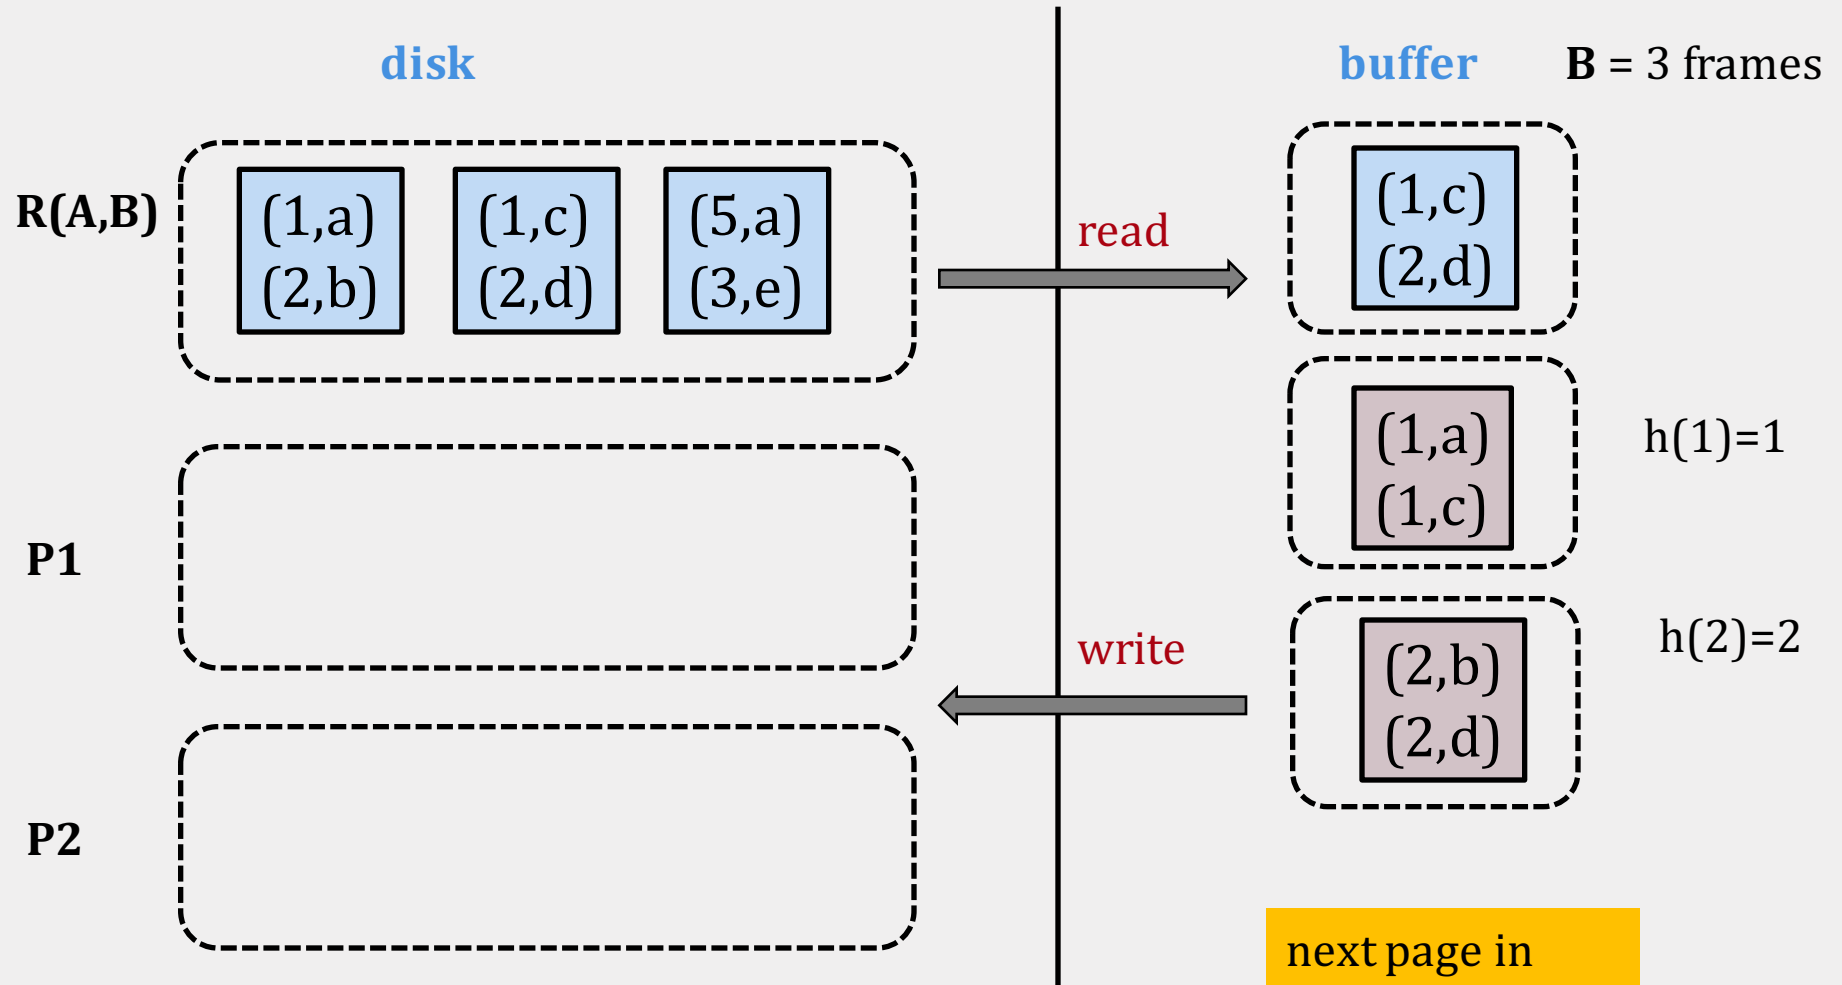 disk
buffer
B = 3 frames
R(A,B)
(1,a)
(2,b)
(1,c)
(2,d)
(5,a)
(3,e)
read
(1,c)
(2,d)
(1,a)
(1,c)
h(1)=1
P1
write
(2,b)
(2,d)
h(2)=2
P2
next page in